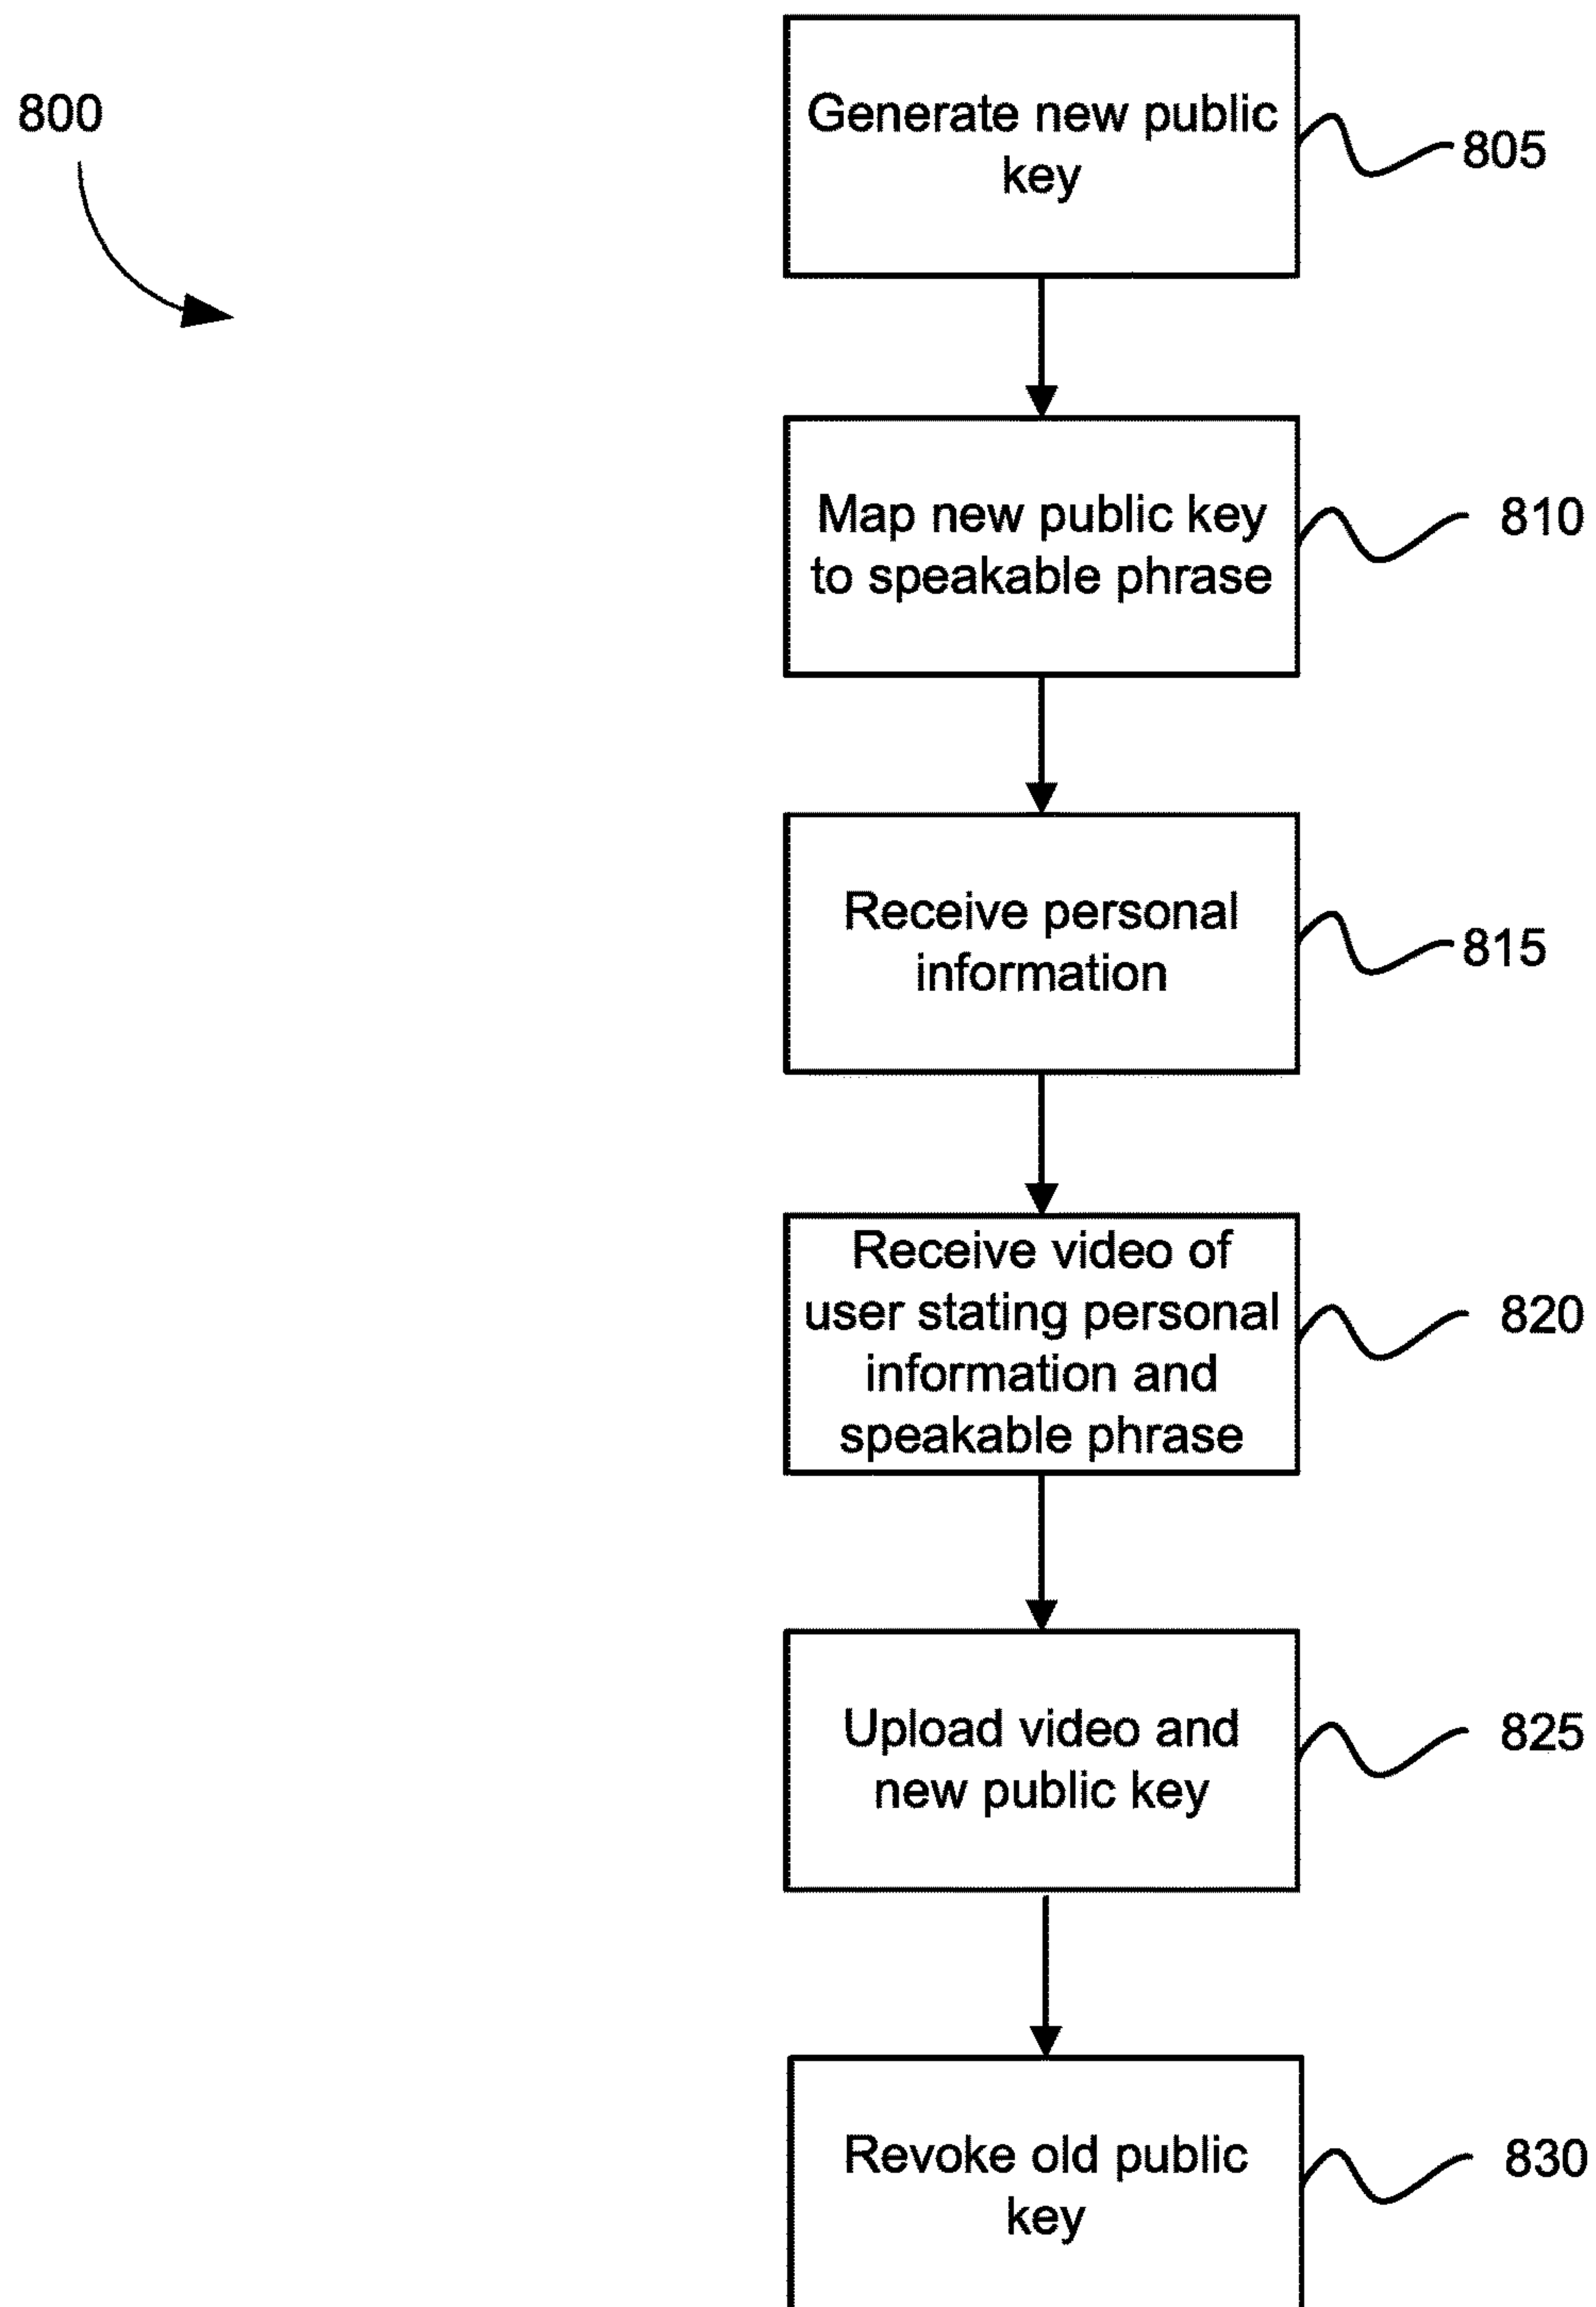 800
Generate new public
key
805
Map new public key
to speakable phrase
810
Receive personal
information
815
Receive video of
user stating personal
information and
speakable phrase
820
Upload video and
new public key
825
Revoke old public
key
830